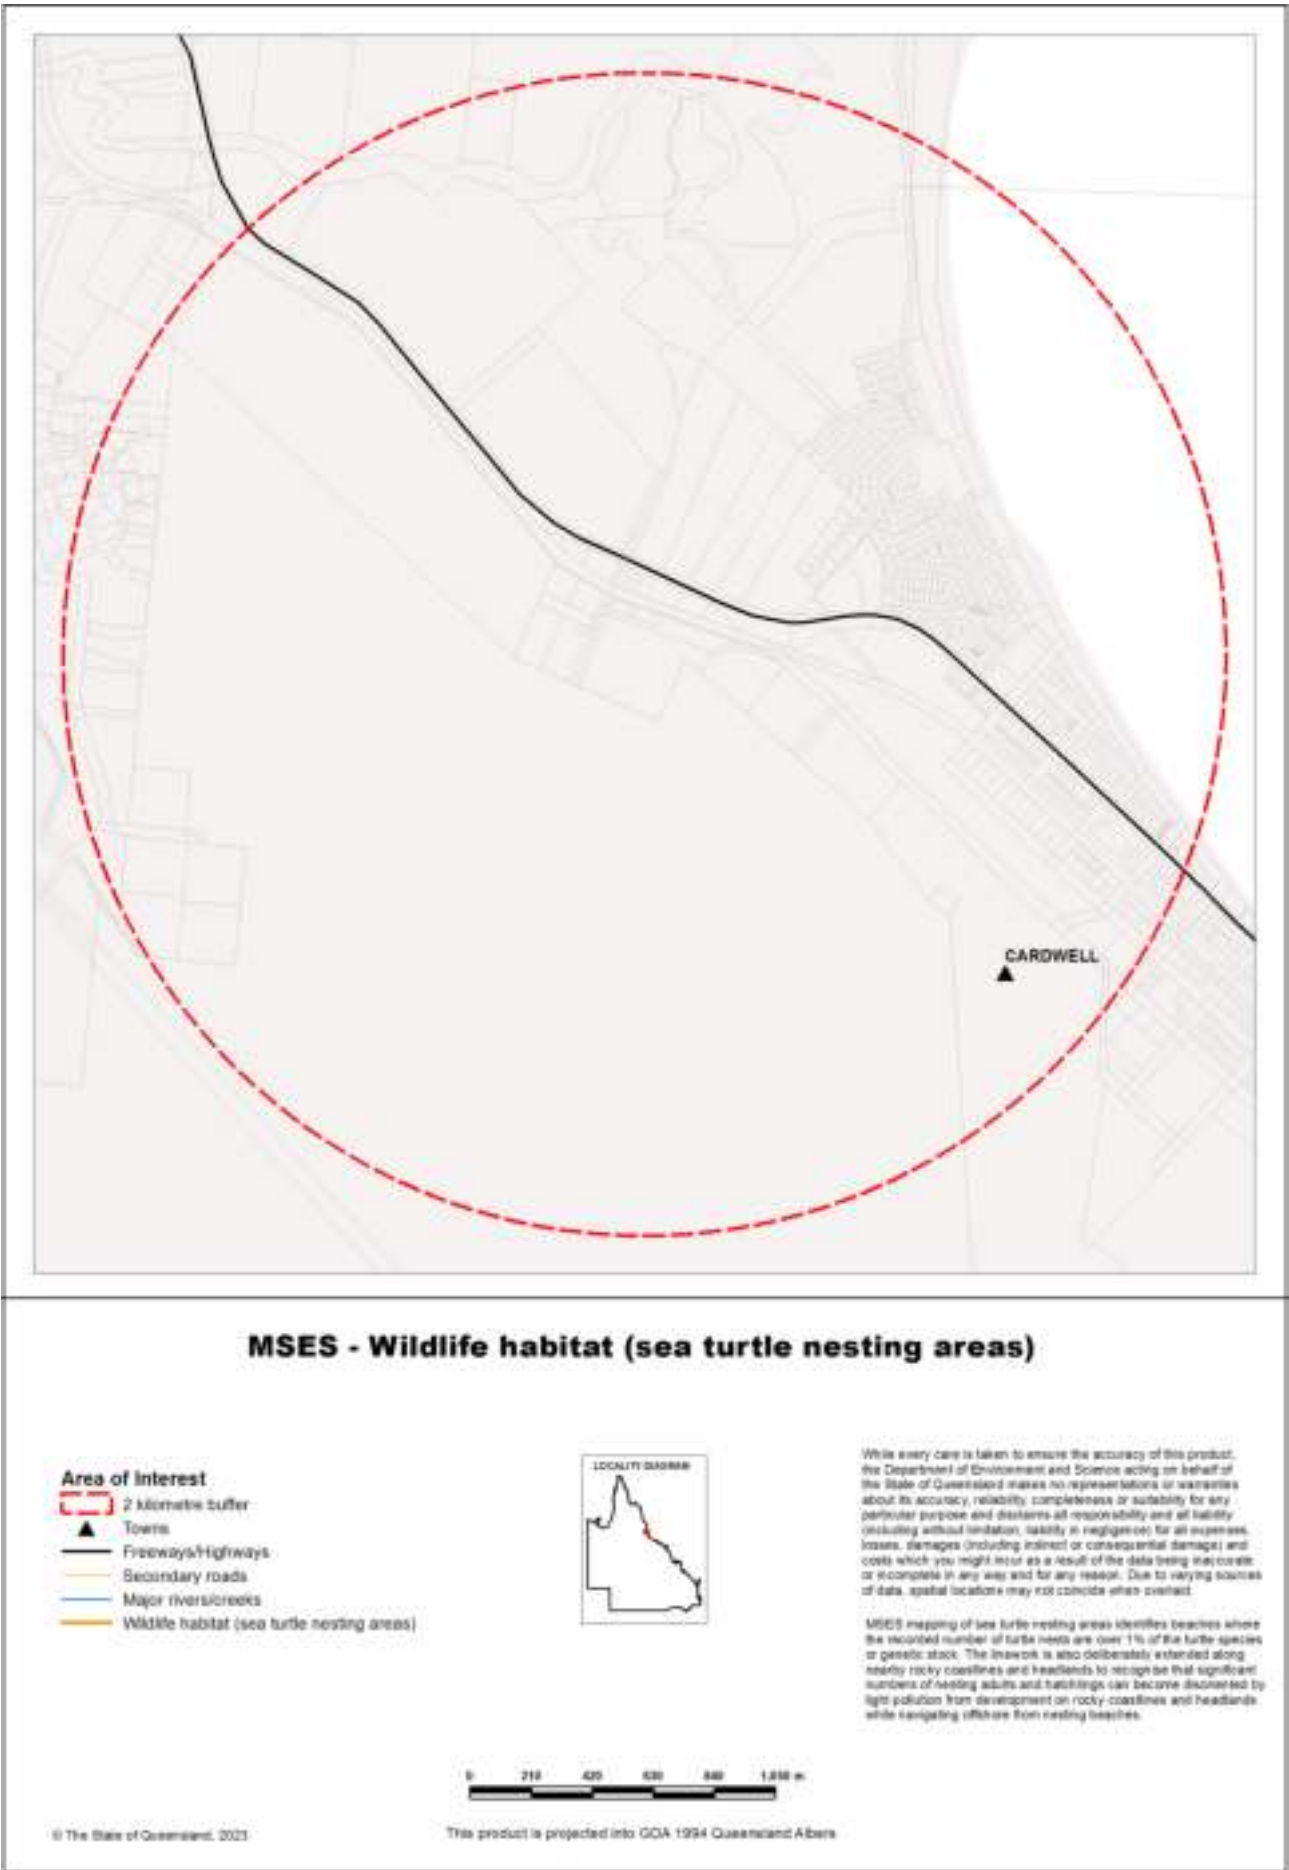 CARDWELL
MSES - Wildlife habitat (sea turtle nesting areas)
Area of Interest
2 kilometre buffer
Towns
Freeways/Highways
Secondary roads
Major rivers/creeks
Wildlife habitat (sea turtle nesting areas)
LOCALITY DIAGRAM
While every care is taken to ensure the accuracy of this product,
the Department of Environment and Science acting on behalf of
the State of Queensland makes no representations or warranties
about its accuracy, reliability, completeness or suitability for any
particular purpose and disclaims all responsibility and all liability
(including without limitation, liability in negligence) for all expenses,
losses, damages (including indirect or consequential damage) and
costs which you might incur as a result of the data being inaccurate
or incomplete in any way and for any reason. Due to varying sources
of data, spatial locations may not coincide when overlaid.
MSES mapping of sea turtle nesting areas identifies beaches where
the recorded number of turtle nests are over 1% of the turtle species
or genetic stock. The linework is also deliberately extended along
nearby rocky coastlines and headlands to recognise that significant
numbers of nesting adults and hatchlings can become disoriented by
light pollution from development on rocky coastlines and headlands
while navigating offshore from nesting beaches.
0 210 420 630 840 1,050 m
© The State of Queensland, 2023
This product is projected into GDA 1994 Queensland Albers